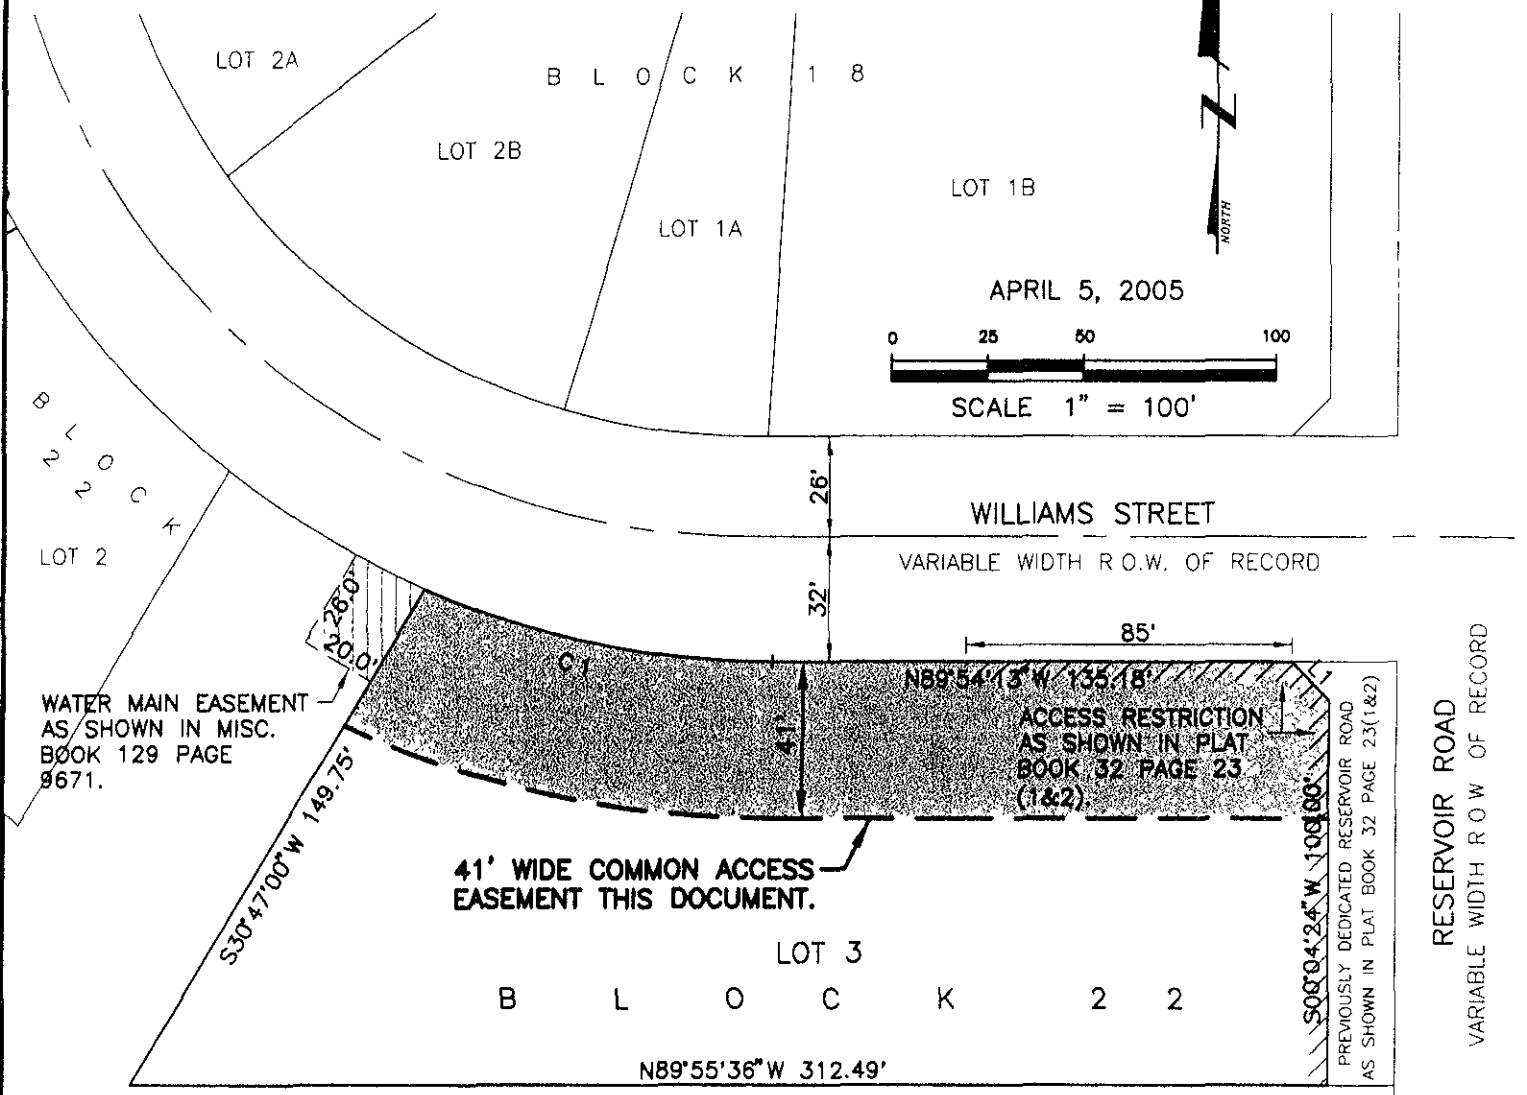 LOT 2A
B L O C K 1 8
LOT 2B
LOT 1A
LOT 1B
NORTH
APRIL 5, 2005
0 25 50 100
SCALE 1" = 100'
B L O C K
2 2
LOT 2
26'
WILLIAMS STREET
VARIABLE WIDTH R O.W. OF RECORD
32'
26.0'
20.0'
85'
C1
N89°54'13"W 135.18'
WATER MAIN EASEMENT
AS SHOWN IN MISC.
BOOK 129 PAGE
9671.
41'
ACCESS RESTRICTION
AS SHOWN IN PLAT
BOOK 32 PAGE 23
(1&2).
S30°47'00"W 149.75'
41' WIDE COMMON ACCESS
EASEMENT THIS DOCUMENT.
S00°04'24"W 100.00'
PREVIOUSLY DEDICATED RESERVOIR ROAD
AS SHOWN IN PLAT BOOK 32 PAGE 23(1&2)
RESERVOIR ROAD
VARIABLE WIDTH R O W OF RECORD
LOT 3
B L O C K 2 2
N89°55'36"W 312.49'